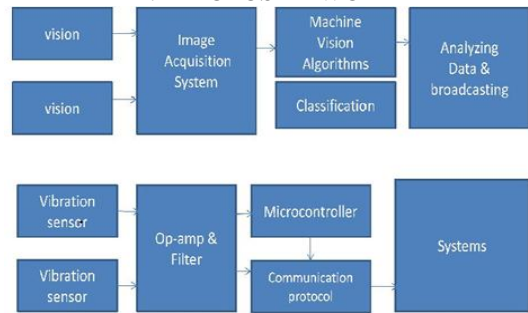 vision
vision
Image
Acquisition
System
Machine
Vision
Algorithms
Classification
Analyzing
Data &
broadcasting
Vibration
sensor
Vibration
sensor
Op-amp &
Filter
Microcontroller
Communication
protocol
Systems